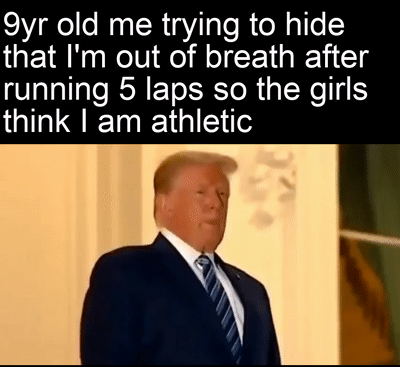 9yr old me trying to hide
that I'm out of breath after
running 5 laps so the girls
think I am athletic